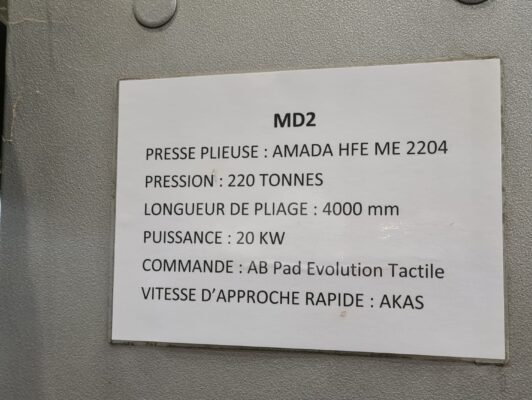 MD2
PRESSE PLIEUSE : AMADA HFE ME 2204
PRESSION : 220 TONNES
LONGUEUR DE PLIAGE : 4000 mm
PUISSANCE : 20 KW
COMMANDE : AB Pad Evolution Tactile
VITESSE D'APPROCHE RAPIDE : AKAS